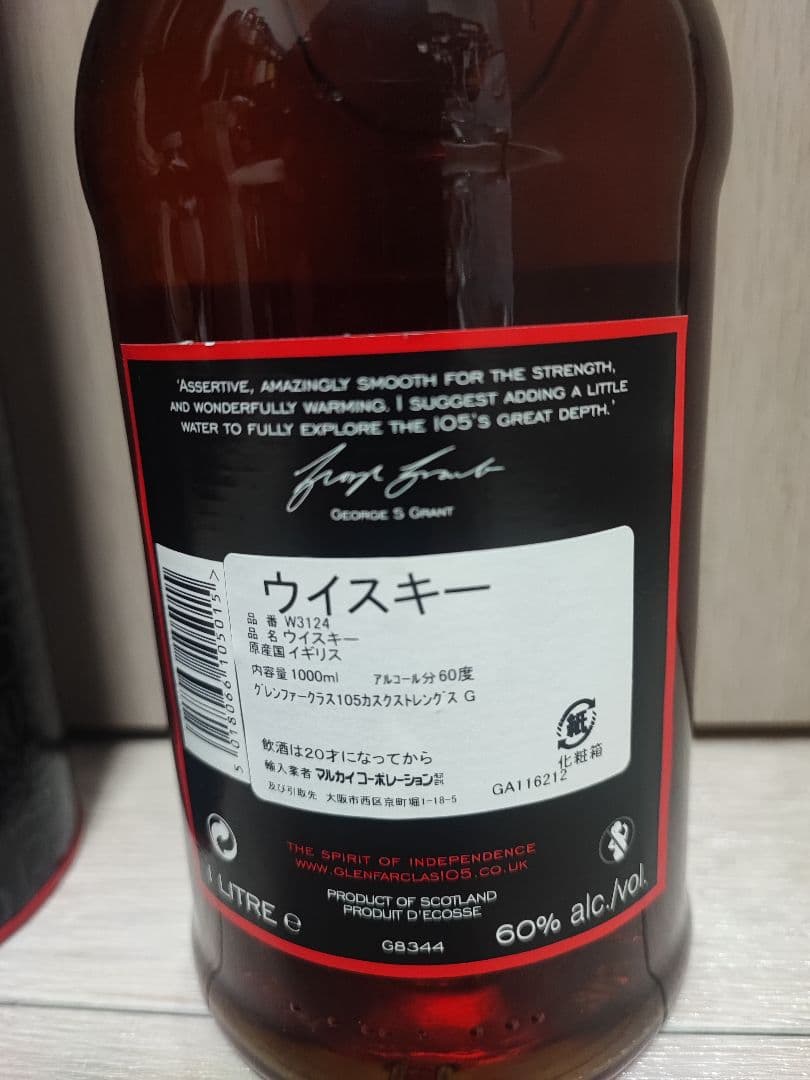 'ASSERTIVE, AMAZINGLY SMOOTH FOR THE STRENGTH,
AND WONDERFULLY WARMING. I SUGGEST ADDING A LITTLE
WATER TO FULLY EXPLORE THE 105'S GREAT DEPTH.'
George Grant
GEORGE S GRANT
ウイスキー
品 番 W3124
品 名 ウイスキー
原産国 イギリス
内容量 1000ml アルコール分 60度
グレンファークラス105カスクストレングス G
飲酒は20才になってから
輸入業者 マルカイコーポレーション㈱
及び引取先 大阪市西区京町堀1-18-5
紙
化粧箱
GA116212
5 018066 105015 >
THE SPIRIT OF INDEPENDENCE
WWW.GLENFARCLAS105.CO.UK
PRODUCT OF SCOTLAND
PRODUIT D'ECOSSE
1 LITRE e
G8344
60% alc./vol.